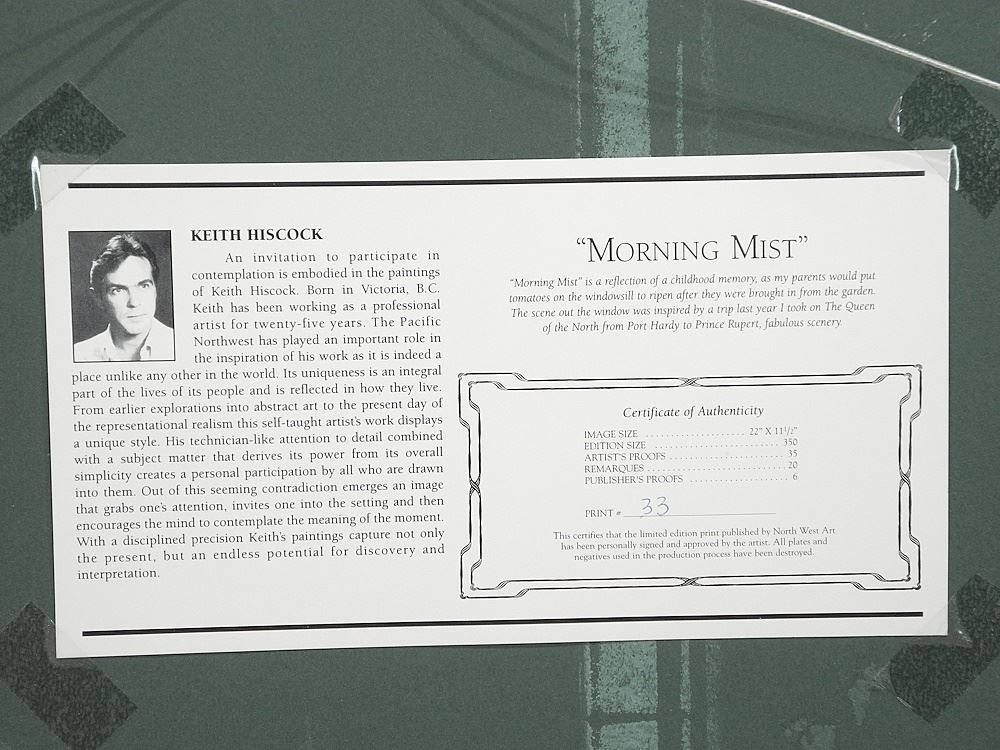 KEITH HISCOCK
An invitation to participate in
contemplation is embodied in the paintings
of Keith Hiscock. Born in Victoria, B.C.
Keith has been working as a professional
artist for twenty-five years. The Pacific
Northwest has played an important role in
the inspiration of his work as it is indeed a
place unlike any other in the world. Its uniqueness is an integral
part of the lives of its people and is reflected in how they live.
From earlier explorations into abstract art to the present day of
the representational realism this self-taught artist's work displays
a unique style. His technician-like attention to detail combined
with a subject matter that derives its power from its overall
simplicity creates a personal participation by all who are drawn
into them. Out of this seeming contradiction emerges an image
that grabs one's attention, invites one into the setting and then
encourages the mind to contemplate the meaning of the moment.
With a disciplined precision Keith's paintings capture not only
the present, but an endless potential for discovery and
interpretation.
“MORNING MIST”
“Morning Mist” is a reflection of a childhood memory, as my parents would put
tomatoes on the windowsill to ripen after they were brought in from the garden.
The scene out the window was inspired by a trip last year I took on The Queen
of the North from Port Hardy to Prince Rupert, fabulous scenery.
Certificate of Authenticity
IMAGE SIZE .................... 22" X 11 1/2"
EDITION SIZE ........................ 350
ARTIST'S PROOFS ..................... 35
REMARQUES .......................... 20
PUBLISHER'S PROOFS .................. 6
PRINT # 33
This certifies that the limited edition print published by North West Art
has been personally signed and approved by the artist. All plates and
negatives used in the production process have been destroyed.